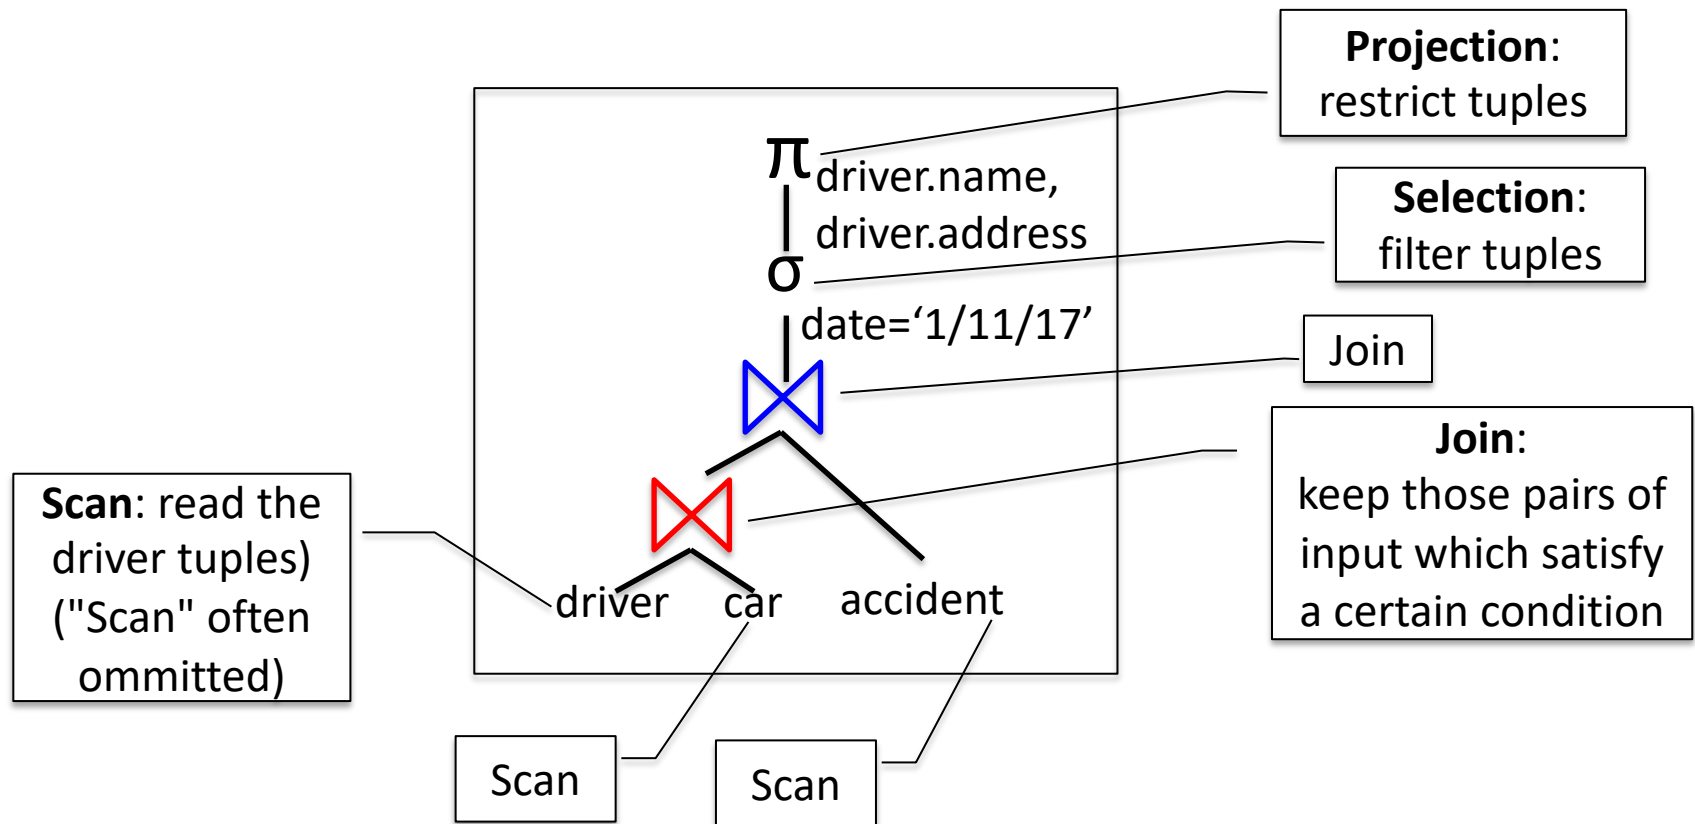 Projection:
restrict tuples
π driver.name,
driver.address
Selection:
filter tuples
σ
date=‘1/11/17’
Join
Join:
keep those pairs of
input which satisfy
a certain condition
Scan: read the
driver tuples)
("Scan" often
ommitted)
driver car accident
Scan
Scan